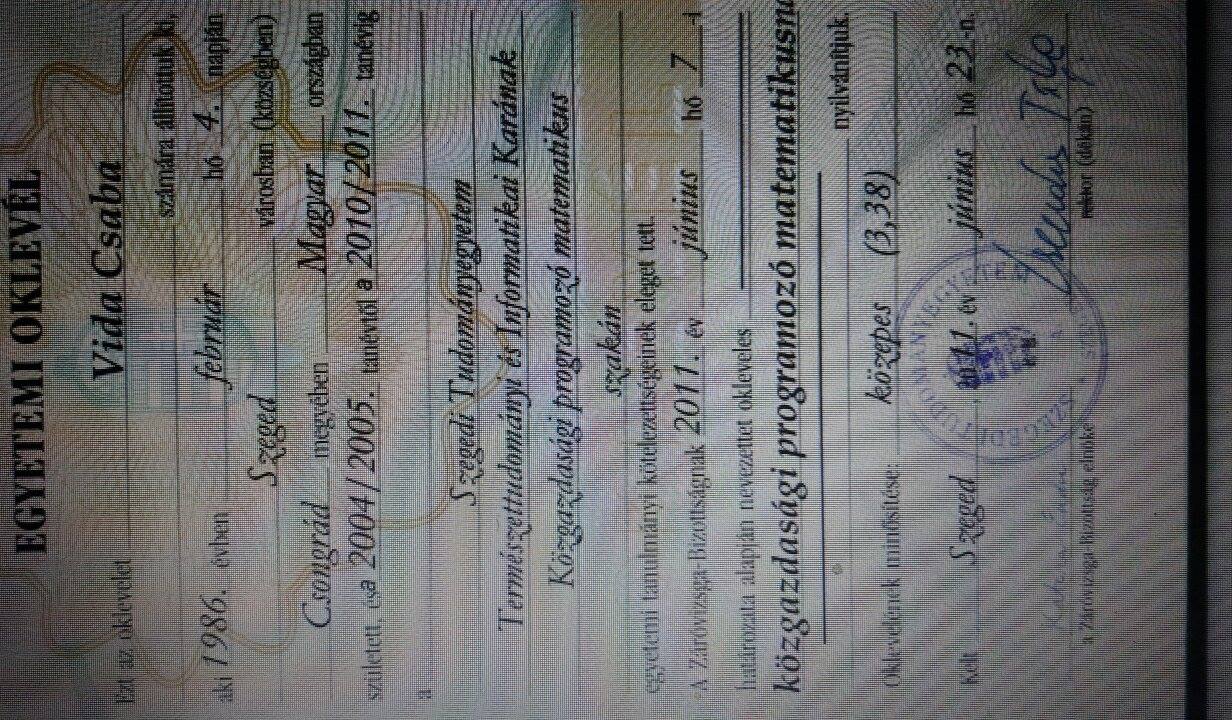 EGYETEMI OKLEVÉL
Ezt az oklevelet Vida Csaba
számára állítottuk ki,
aki 1986. évben február hó 4. napján
Szeged városban (községben)
Csongrád megyében Magyar országban
született, és a 2004/2005. tanévtől a 2010/2011. tanévig
a
Szegedi Tudományegyetem
Természettudományi és Informatikai Karának
Közgazdasági programozó matematikus
szakán
egyetemi tanulmányi kötelezettségeinek eleget tett.
A Záróvizsga-Bizottságnak 2011. év június hó 7 -i
határozata alapján nevezettet okleveles
közgazdasági programozó matematikusn
nyilvánítjuk.
Oklevelének minősítése: közepes (3,38)
Kelt Szeged, 2011. év június hó 23 -n.
SZEGEDI TUDOMÁNYEGYETEM
a Záróvizsga-Bizottság elnöke
rektor (dékán)